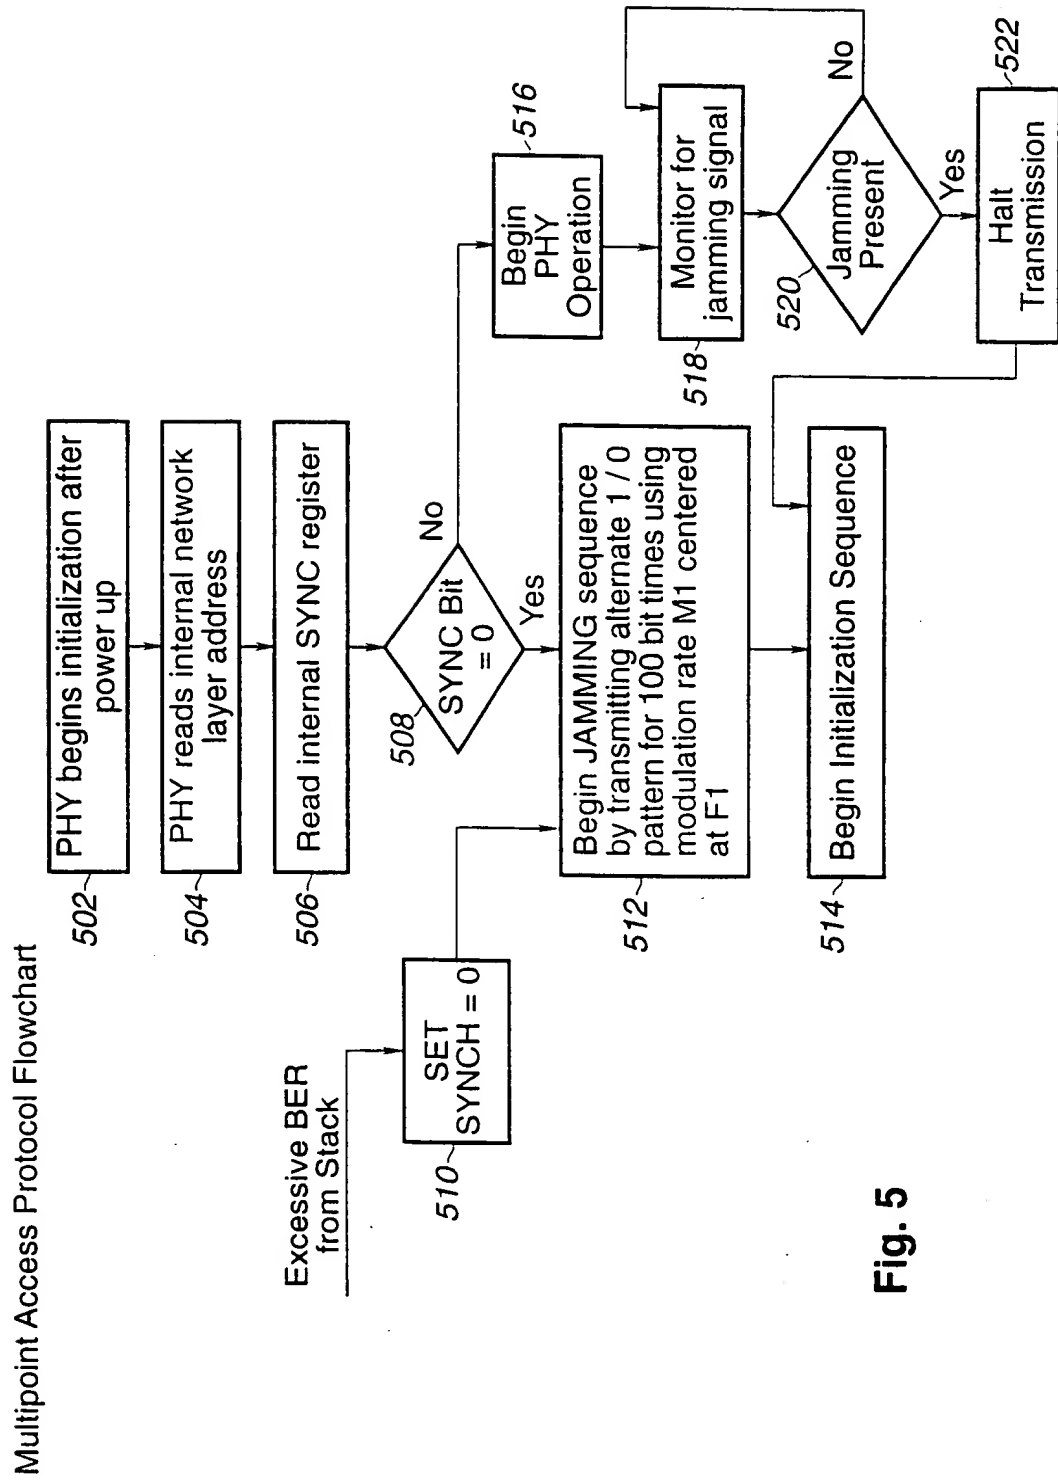 Multipoint Access Protocol Flowchart
PHY begins initialization after
power up
502
PHY reads internal network
layer address
504
Read internal SYNC register
506
SYNC Bit
= 0
508
No
Yes
Excessive BER
from Stack
SET
SYNCH = 0
510
Begin JAMMING sequence
by transmitting alternate 1 / 0
pattern for 100 bit times using
modulation rate M1 centered
at F1
512
Begin Initialization Sequence
514
Begin
PHY
Operation
516
Monitor for
jamming signal
518
Jamming
Present
520
No
Yes
Halt
Transmission
522
Fig. 5